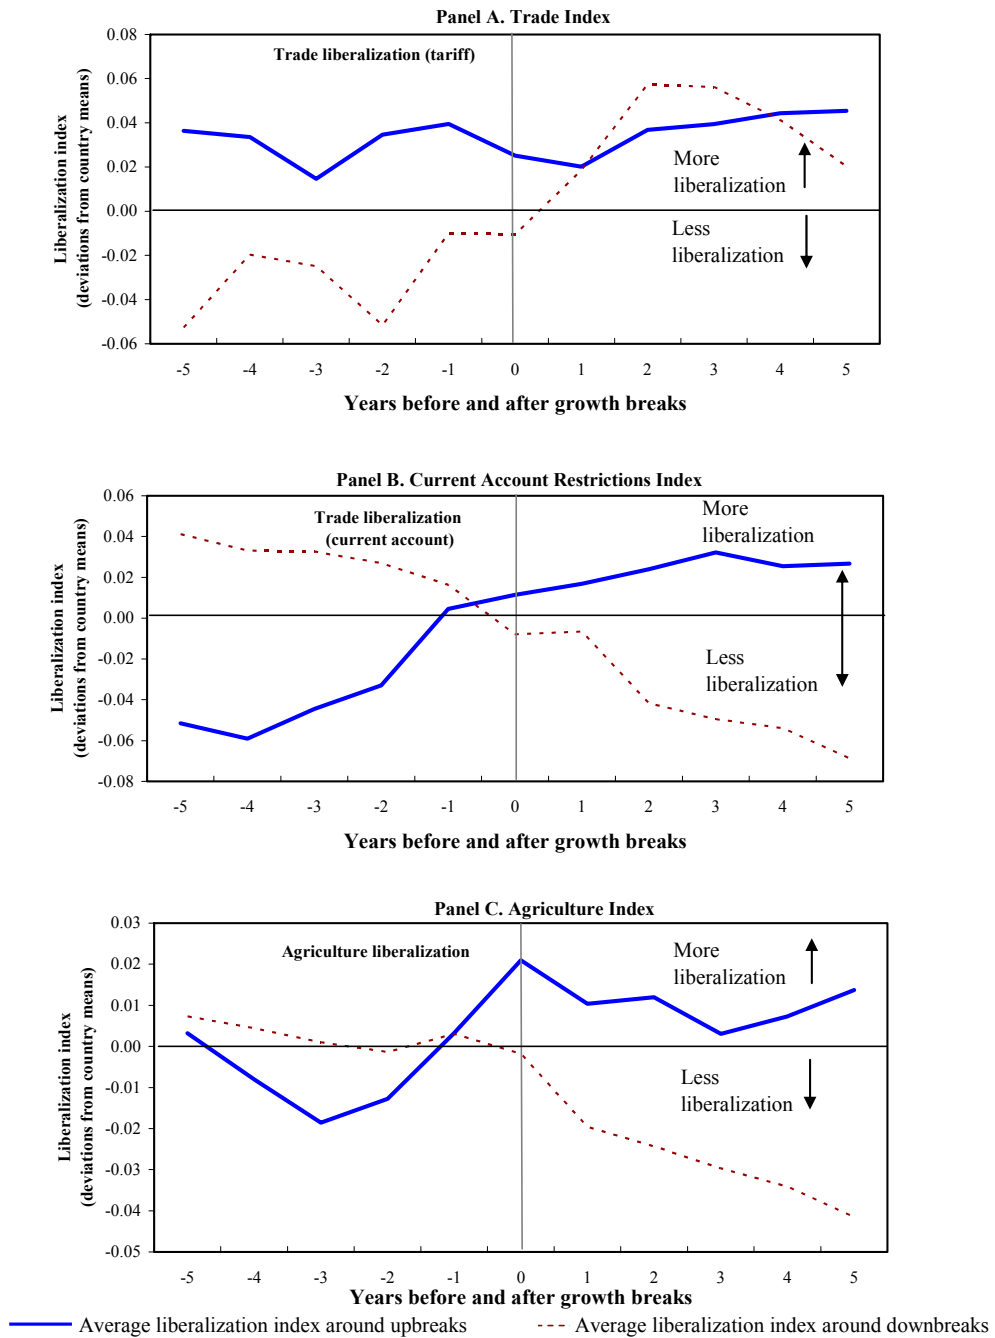 Panel A. Trade Index
Liberalization index
(deviations from country means)
0.08
0.06
0.04
0.02
0.00
-0.02
-0.04
-0.06
Trade liberalization (tariff)
More
liberalization
Less
liberalization
-5 -4 -3 -2 -1 0 1 2 3 4 5
Years before and after growth breaks
Panel B. Current Account Restrictions Index
Liberalization index
(deviations from country means)
0.06
0.04
0.02
0.00
-0.02
-0.04
-0.06
-0.08
Trade liberalization
(current account)
More
liberalization
Less
liberalization
-5 -4 -3 -2 -1 0 1 2 3 4 5
Years before and after growth breaks
Panel C. Agriculture Index
Liberalization index
(deviations from country means)
0.03
0.02
0.01
0.00
-0.01
-0.02
-0.03
-0.04
-0.05
Agriculture liberalization
More
liberalization
Less
liberalization
-5 -4 -3 -2 -1 0 1 2 3 4 5
Years before and after growth breaks
Average liberalization index around upbreaks
Average liberalization index around downbreaks